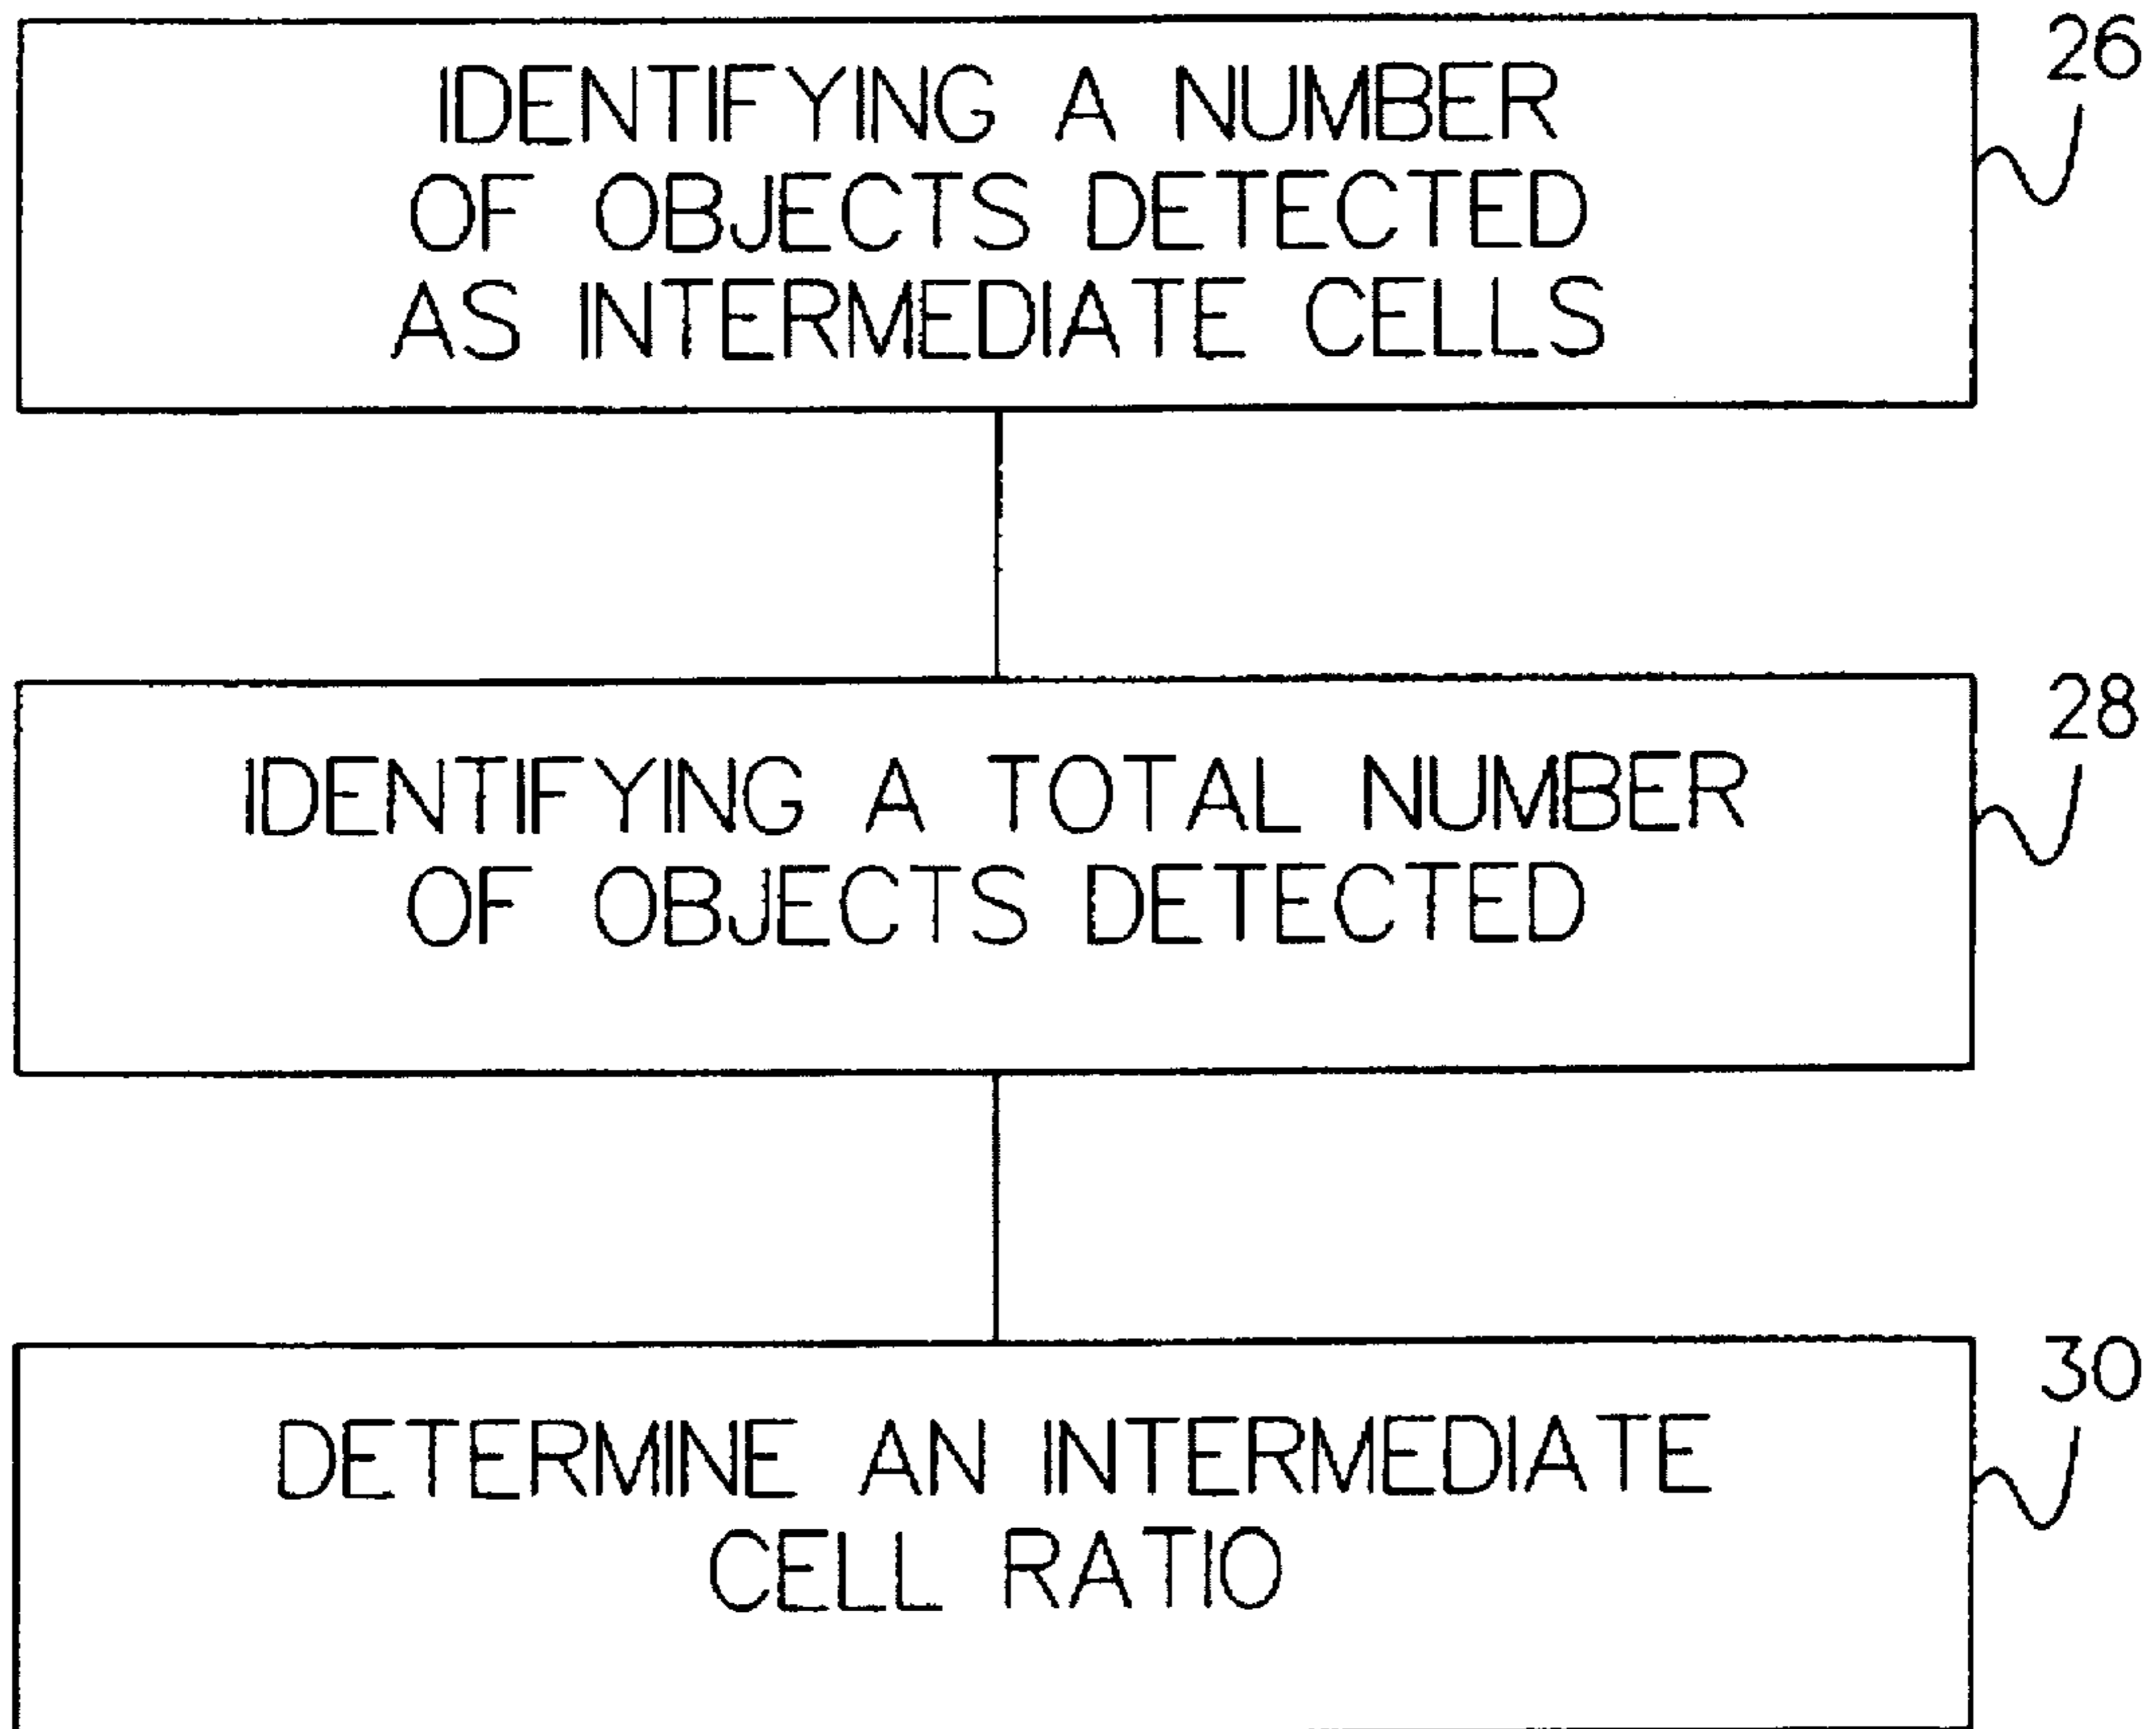 26
IDENTIFYING A NUMBER
OF OBJECTS DETECTED
AS INTERMEDIATE CELLS
28
IDENTIFYING A TOTAL NUMBER
OF OBJECTS DETECTED
30
DETERMINE AN INTERMEDIATE
CELL RATIO